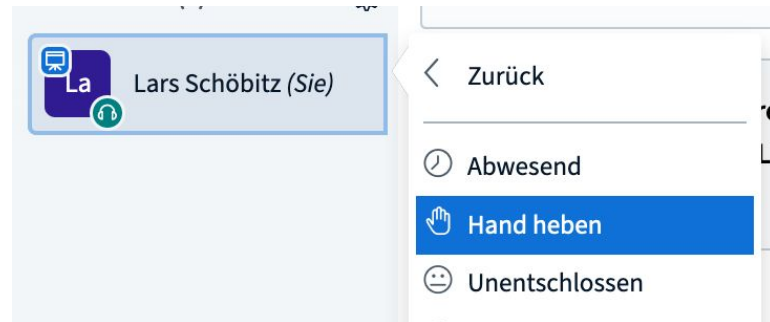 La
Lars Schöbitz (Sie)
Zurück
Abwesend
Hand heben
Unentschlossen